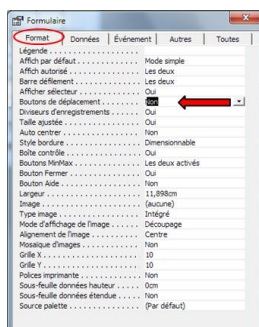 Formulaire
Format Données Événement Autres Toutes
Légende . . . . . . . . . . . . . . . . . .
Affich par défaut . . . . . . . . . . . Mode simple
Affich autorisé . . . . . . . . . . . . . Les deux
Barre défilement . . . . . . . . . . . Les deux
Afficher sélecteur . . . . . . . . . . Oui
Boutons de déplacement . . . . . Non
Diviseurs d'enregistrements . . . Oui
Taille ajustée . . . . . . . . . . . . . . Oui
Auto centrer . . . . . . . . . . . . . . Non
Style bordure . . . . . . . . . . . . . Dimensionnable
Boîte contrôle . . . . . . . . . . . . . Oui
Boutons MinMax . . . . . . . . . . . Les deux activés
Bouton Fermer . . . . . . . . . . . . Oui
Bouton Aide . . . . . . . . . . . . . . Non
Largeur . . . . . . . . . . . . . . . . . . 11,898cm
Image . . . . . . . . . . . . . . . . . . . (aucune)
Type image . . . . . . . . . . . . . . . Intégré
Mode d'affichage de l'image . . . Découpage
Alignement de l'image . . . . . . . Centre
Mosaïque d'images . . . . . . . . . . Non
Grille X . . . . . . . . . . . . . . . . . . 10
Grille Y . . . . . . . . . . . . . . . . . . 10
Polices imprimante . . . . . . . . . . Non
Sous-feuille données hauteur . . 0cm
Sous-feuille données étendue . . Non
Source palette . . . . . . . . . . . . . (Par défaut)